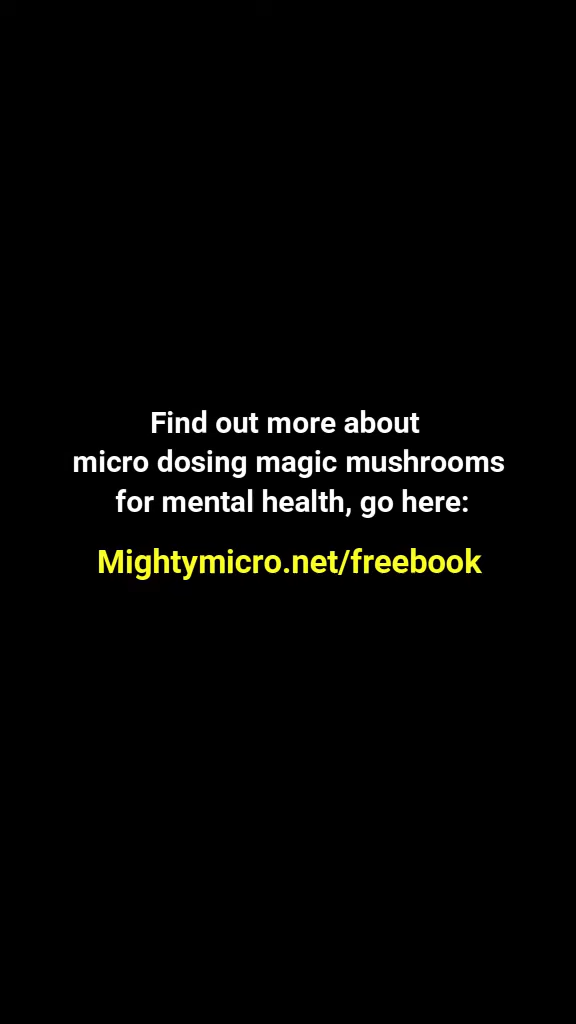 Find out more about
micro dosing magic mushrooms
for mental health, go here:
Mightymicro.net/freebook